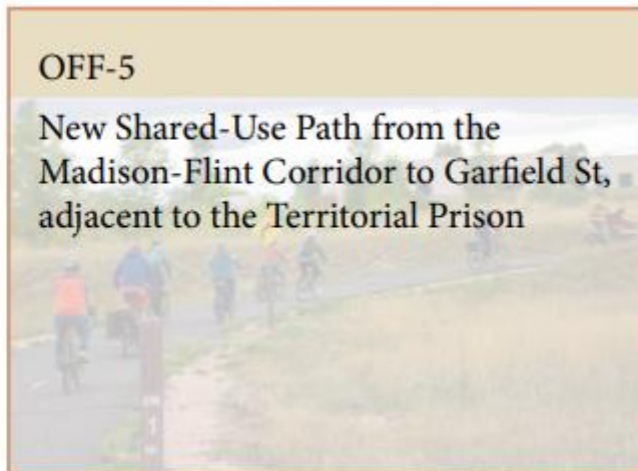 OFF-5
New Shared-Use Path from the
Madison-Flint Corridor to Garfield St,
adjacent to the Territorial Prison